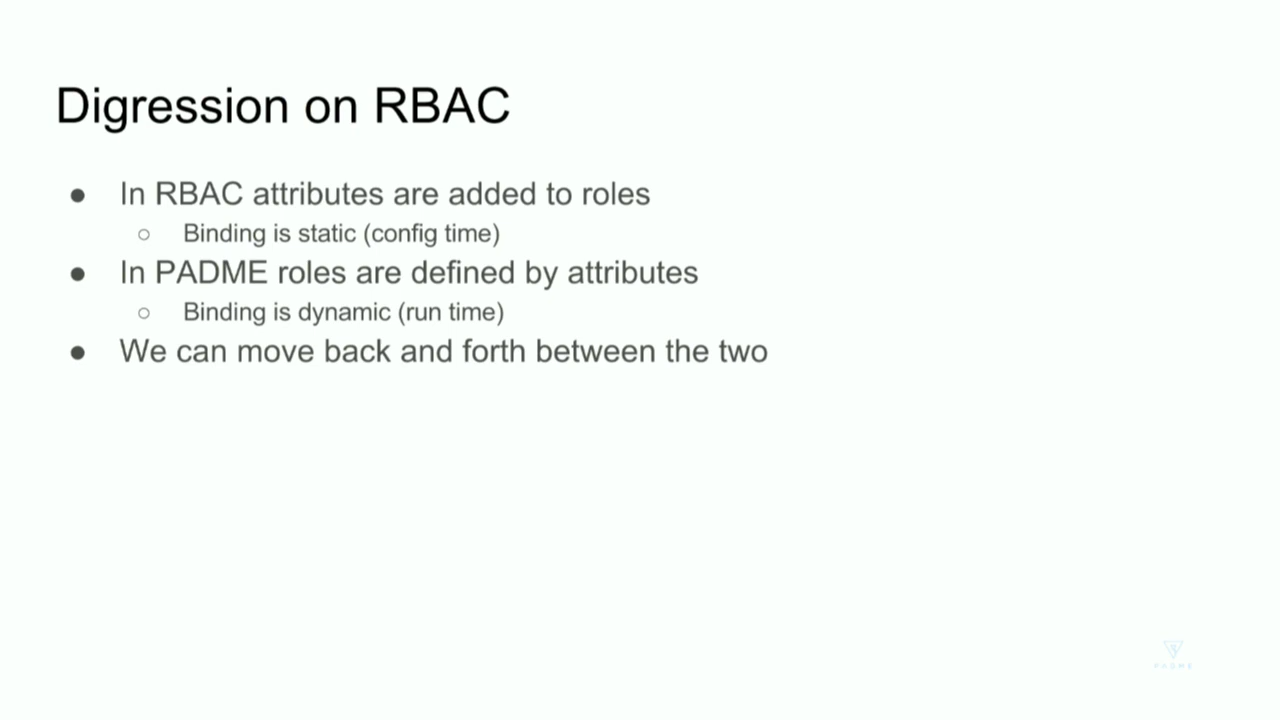 Digression on RBAC
● In RBAC attributes are added to roles
○ Binding is static (config time)
● In PADME roles are defined by attributes
○ Binding is dynamic (run time)
● We can move back and forth between the two
PADME